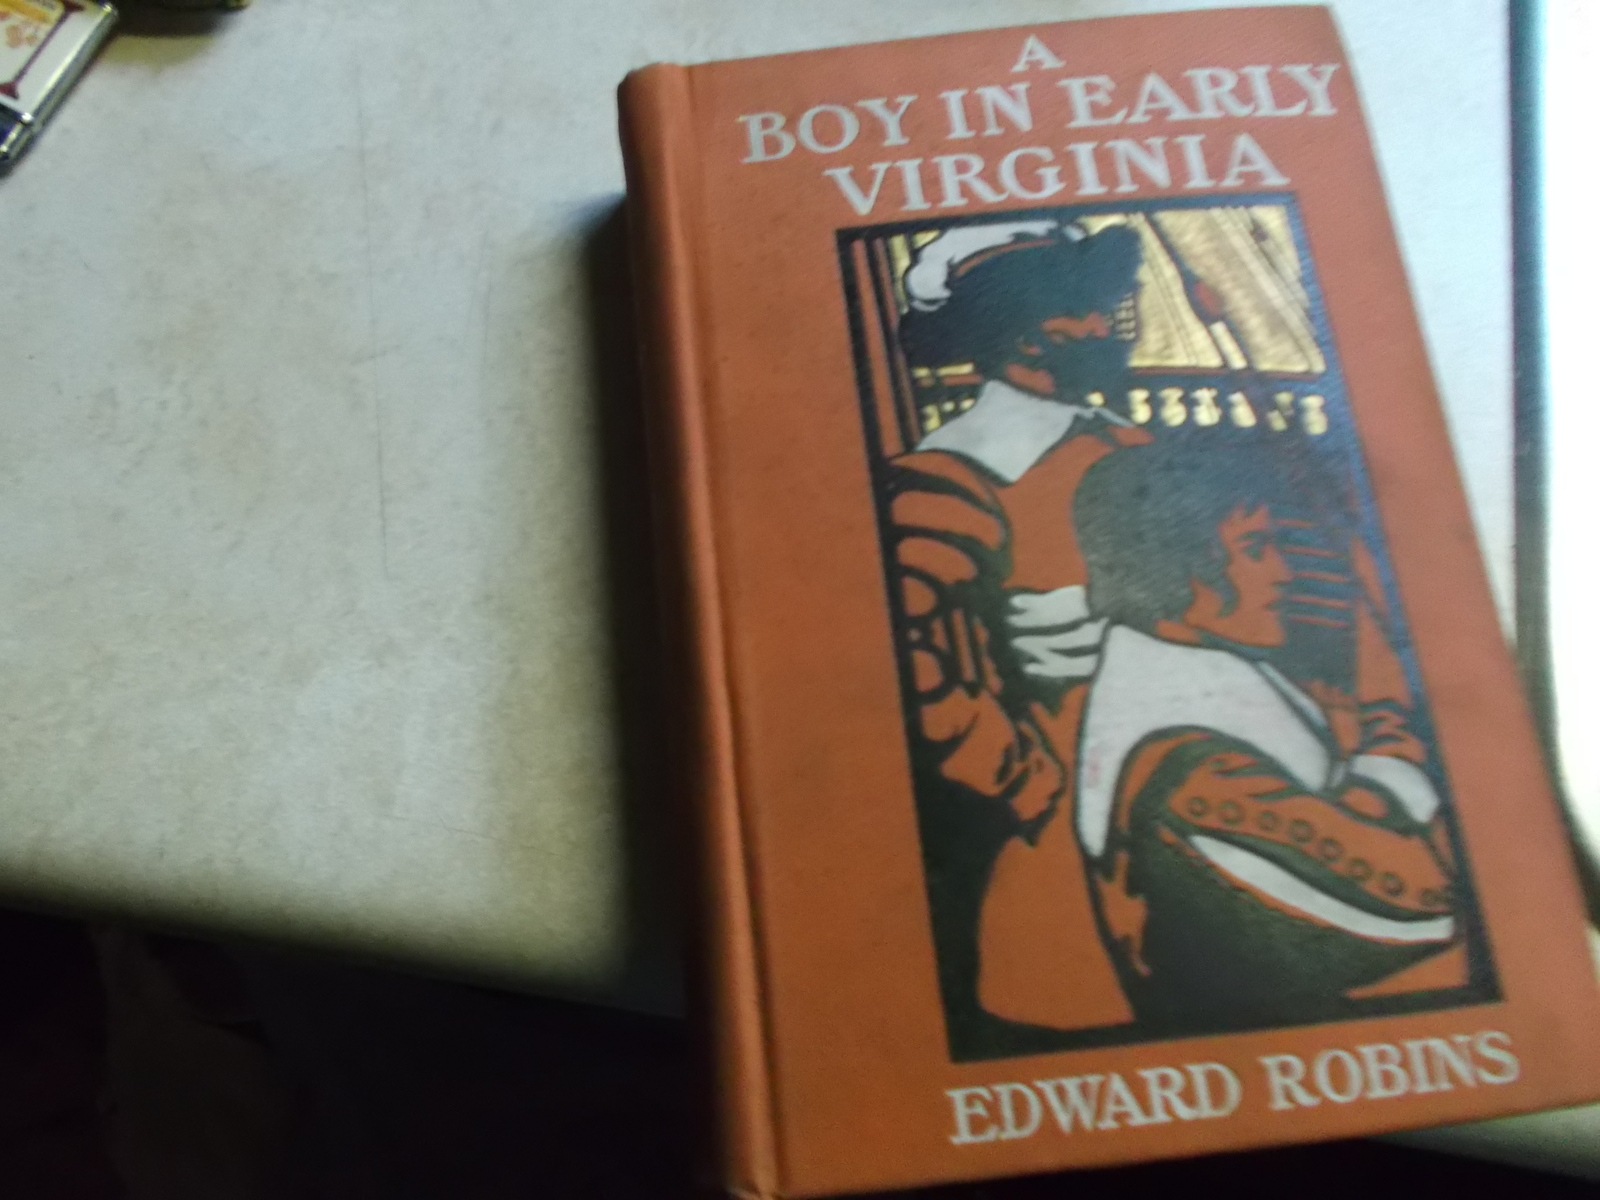 A
BOY IN EARLY
VIRGINIA
EDWARD ROBINS